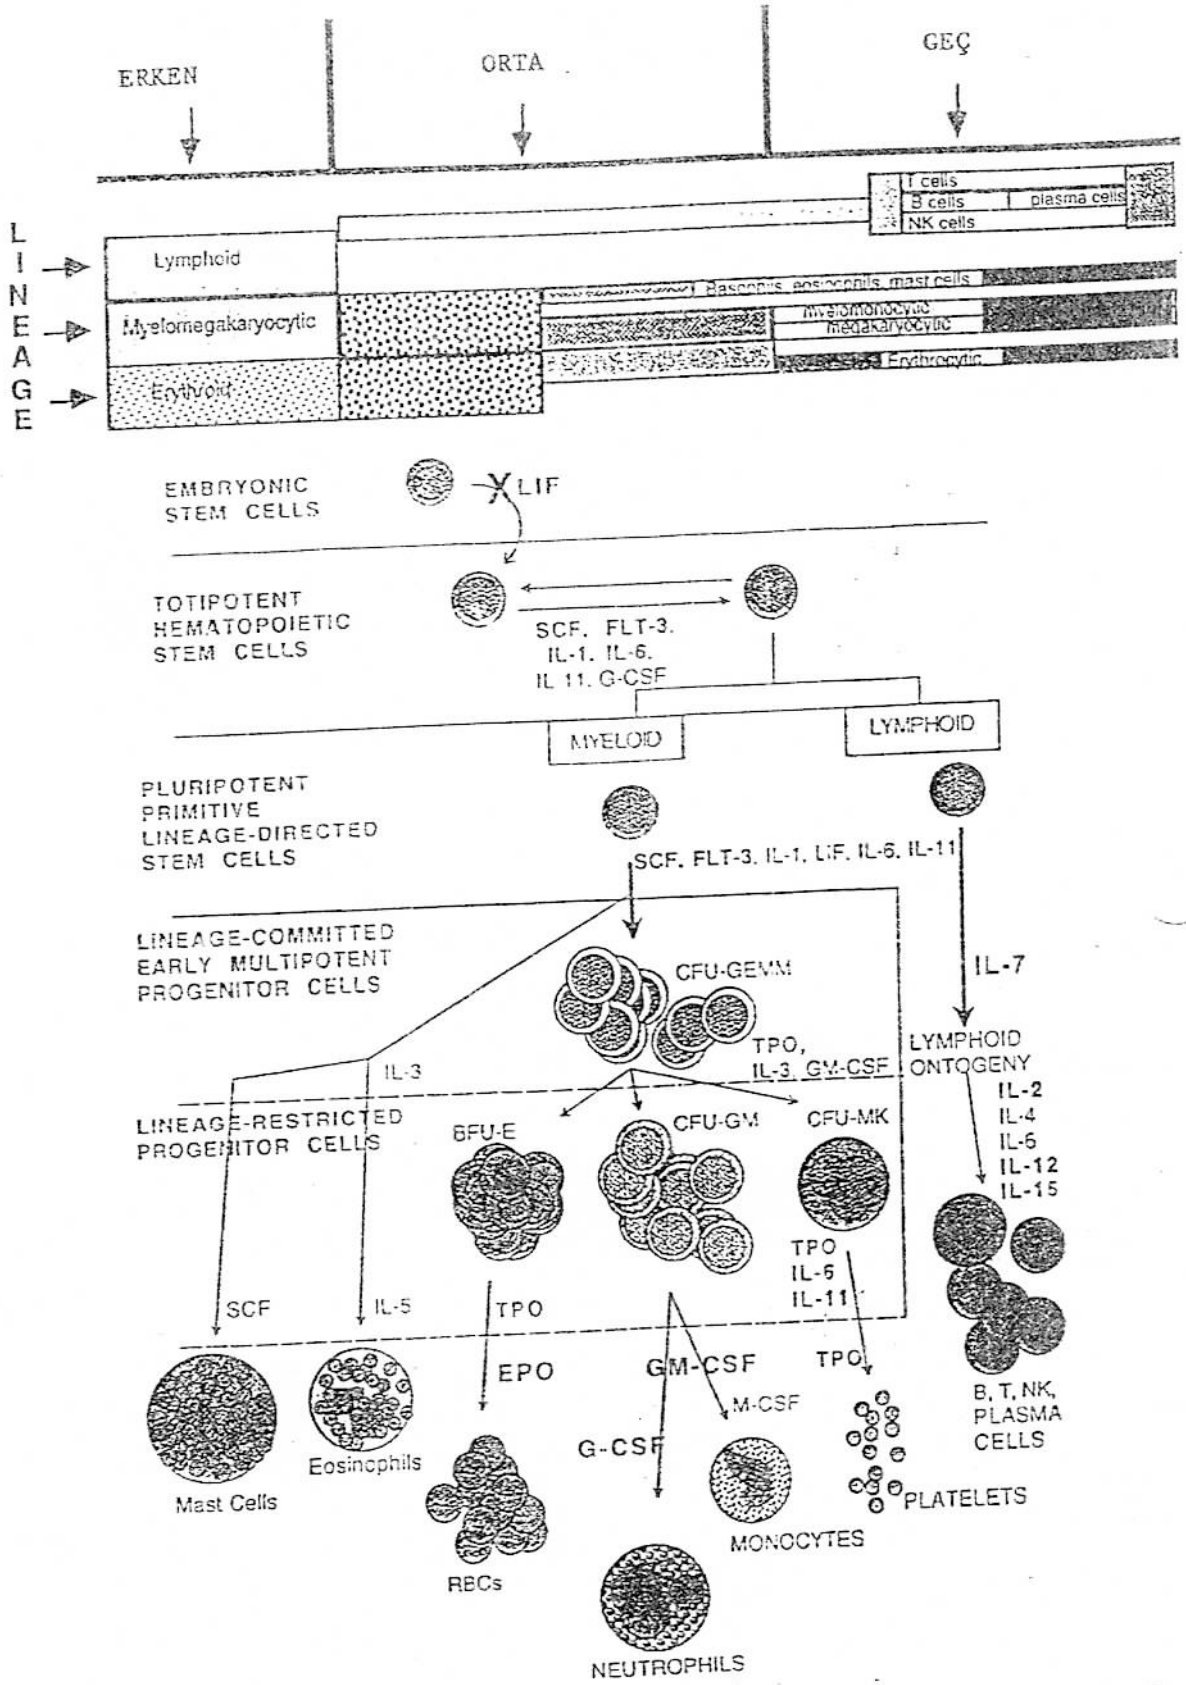 ERKEN
ORTA
GEÇ
LINEAGE
T cells
B cells
plasma cells
NK cells
Lymphoid
Basophils, eosiophils, mast cells
Myelomegakaryocytic
myelomonocytic
megakaryocytic
Erythroid
Erythrocytic
EMBRYONIC
STEM CELLS
X LIF
TOTIPOTENT
HEMATOPOIETIC
STEM CELLS
SCF, FLT-3,
IL-1, IL-6,
IL 11, G-CSF
MYELOID
LYMPHOID
PLURIPOTENT
PRIMITIVE
LINEAGE-DIRECTED
STEM CELLS
SCF, FLT-3, IL-1, LIF, IL-6, IL-11
LINEAGE-COMMITTED
EARLY MULTIPOTENT
PROGENITOR CELLS
CFU-GEMM
IL-7
TPO,
IL-3, GM-CSF
LYMPHOID
ONTOGENY
IL-3
IL-2
IL-4
IL-6
IL-12
IL-15
LINEAGE-RESTRICTED
PROGENITOR CELLS
BFU-E
CFU-GM
CFU-MK
TPO
IL-6
IL-11
SCF
IL-5
TPO
EPO
GM-CSF
TPO
M-CSF
G-CSF
B, T, NK,
PLASMA
CELLS
Eosinophils
Mast Cells
PLATELETS
MONOCYTES
RBCs
NEUTROPHILS